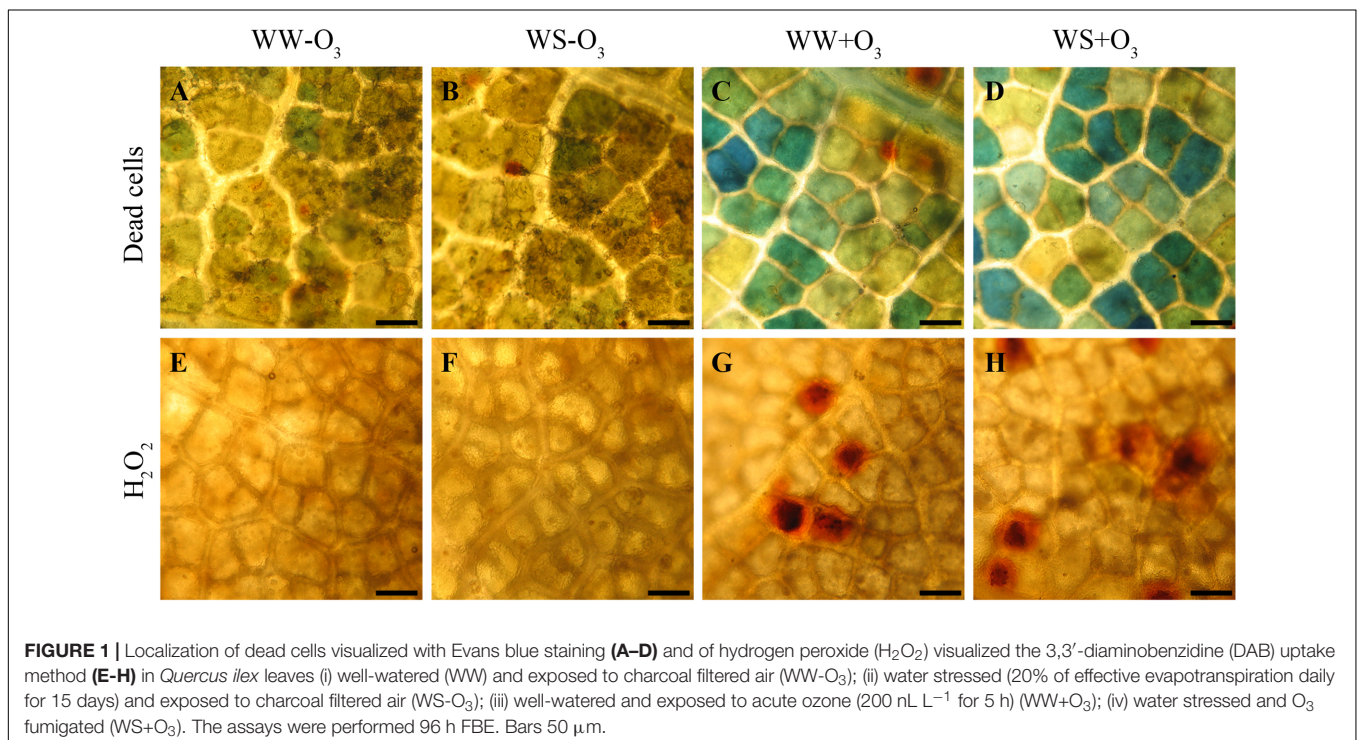 WW-O3 WS-O3 WW+O3 WS+O3
Dead cells
A B C D
H2O2
E F G H
FIGURE 1 | Localization of dead cells visualized with Evans blue staining (A–D) and of hydrogen peroxide (H2O2) visualized the 3,3′-diaminobenzidine (DAB) uptake
method (E-H) in Quercus ilex leaves (i) well-watered (WW) and exposed to charcoal filtered air (WW-O3); (ii) water stressed (20% of effective evapotranspiration daily
for 15 days) and exposed to charcoal filtered air (WS-O3); (iii) well-watered and exposed to acute ozone (200 nL L−1 for 5 h) (WW+O3); (iv) water stressed and O3
fumigated (WS+O3). The assays were performed 96 h FBE. Bars 50 μm.